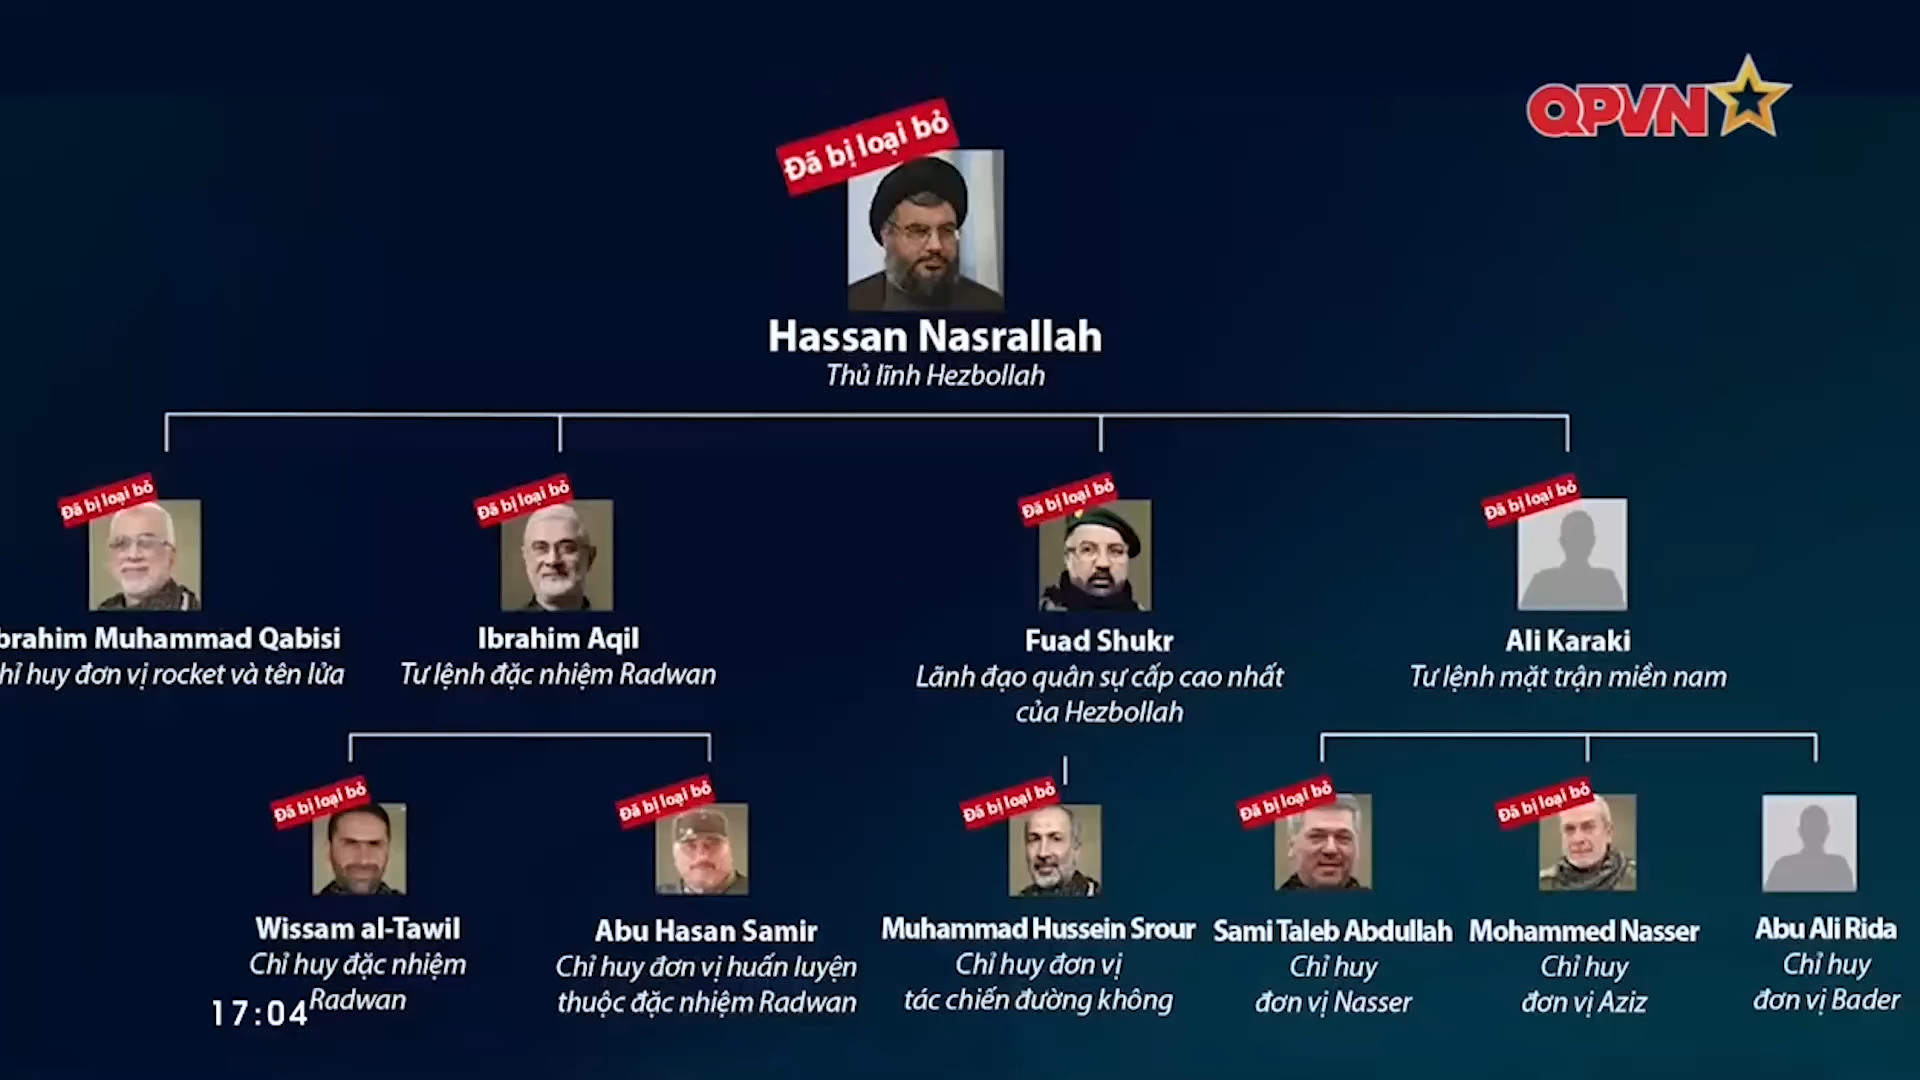 QPVN
Đã bị loại bỏ
Hassan Nasrallah
Thủ lĩnh Hezbollah
Đã bị loại bỏ
Đã bị loại bỏ
Đã bị loại bỏ
Đã bị loại bỏ
brahim Muhammad Qabisi
hỉ huy đơn vị rocket và tên lửa
Ibrahim Aqil
Tư lệnh đặc nhiệm Radwan
Fuad Shukr
Lãnh đạo quân sự cấp cao nhất
của Hezbollah
Ali Karaki
Tư lệnh mặt trận miền nam
Đã bị loại bỏ
Đã bị loại bỏ
Đã bị loại bỏ
Đã bị loại bỏ
Đã bị loại bỏ
Wissam al-Tawil
Chỉ huy đặc nhiệm
Radwan
Abu Hasan Samir
Chỉ huy đơn vị huấn luyện
thuộc đặc nhiệm Radwan
Muhammad Hussein Srour
Chỉ huy đơn vị
tác chiến đường không
Sami Taleb Abdullah
Chỉ huy
đơn vị Nasser
Mohammed Nasser
Chỉ huy
đơn vị Aziz
Abu Ali Rida
Chỉ huy
đơn vị Bader
17:04